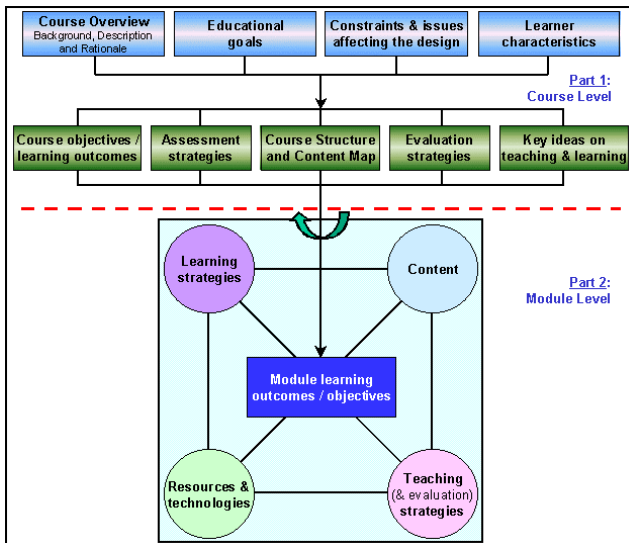 Course Overview
Background, Description
and Rationale
Educational
goals
Constraints & issues
affecting the design
Learner
characteristics
Part 1:
Course Level
Course objectives /
learning outcomes
Assessment
strategies
Course Structure
and Content Map
Evaluation
strategies
Key ideas on
teaching & learning
Learning
strategies
Content
Part 2:
Module Level
Module learning
outcomes / objectives
Resources &
technologies
Teaching
(& evaluation)
strategies